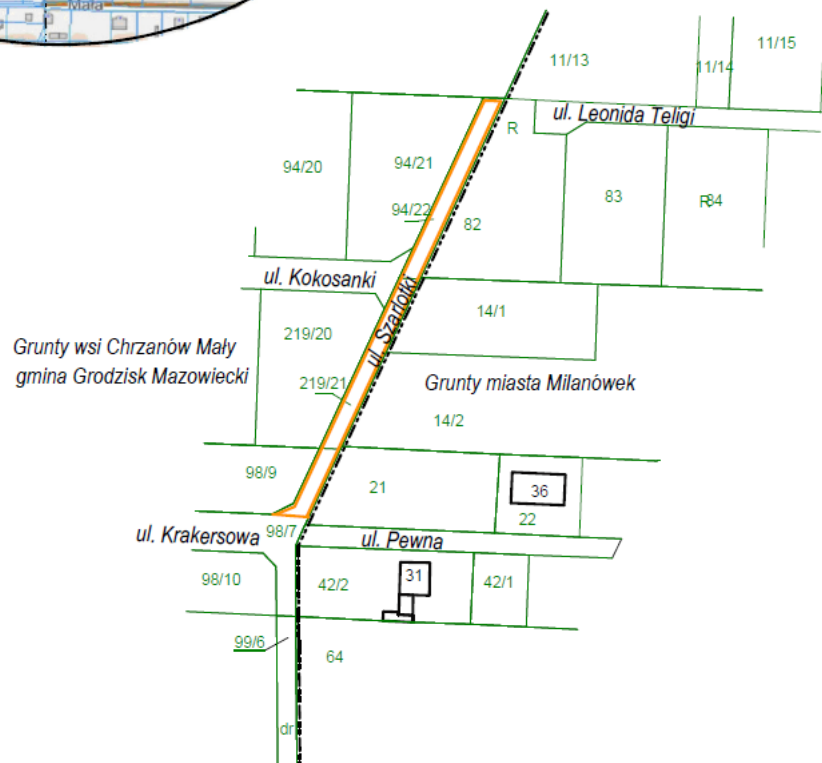 Mała
11/13
11/14
11/15
ul. Leonida Teligi
R
94/20
94/21
94/22
82
83
R84
ul. Kokosanki
ul. Szarlotki
14/1
219/20
Grunty wsi Chrzanów Mały
gmina Grodzisk Mazowiecki
219/21
Grunty miasta Milanówek
14/2
98/9
21
36
22
ul. Krakersowa
98/7
ul. Pewna
98/10
42/2
31
42/1
99/6
64
dr